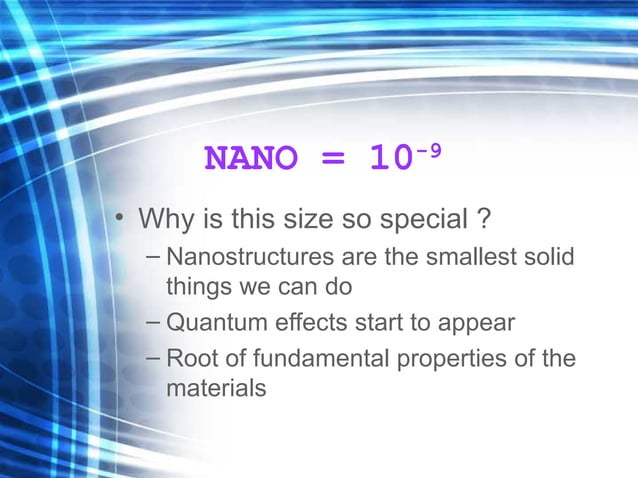 NANO = 10⁻⁹
• Why is this size so special ?
– Nanostructures are the smallest solid
things we can do
– Quantum effects start to appear
– Root of fundamental properties of the
materials